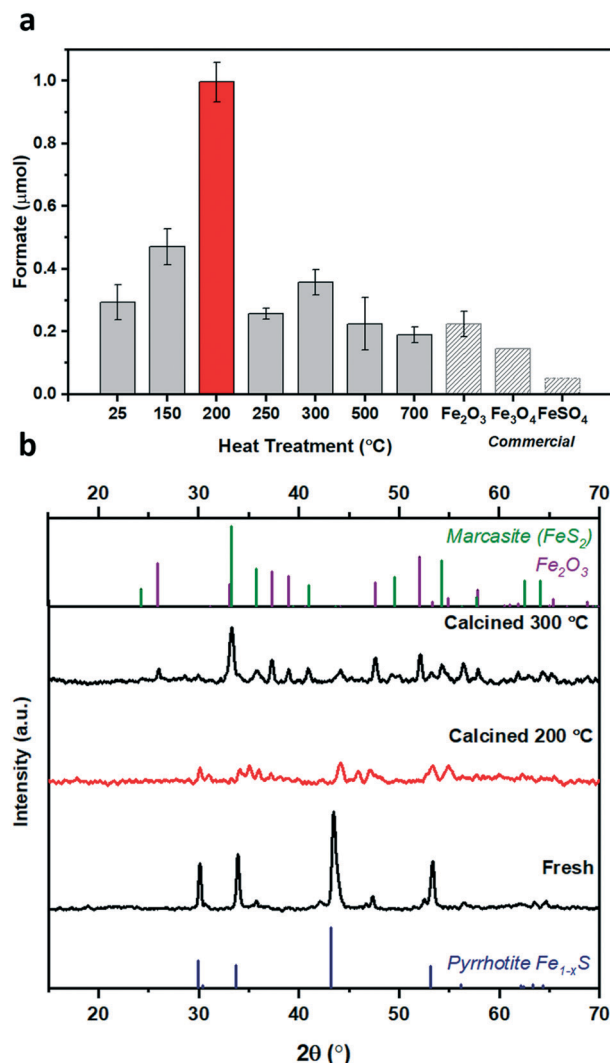 a
Formate (μmol)
1.0
0.8
0.6
0.4
0.2
0.0
25 150 200 250 300 500 700 Fe₂O₃ Fe₃O₄ FeSO₄
Heat Treatment (°C) Commercial
b
20 30 40 50 60 70
Marcasite (FeS₂)
Fe₂O₃
Calcined 300 °C
Calcined 200 °C
Intensity (a.u.)
Fresh
Pyrrhotite Fe₁₋ₓS
20 30 40 50 60 70
2θ (°)